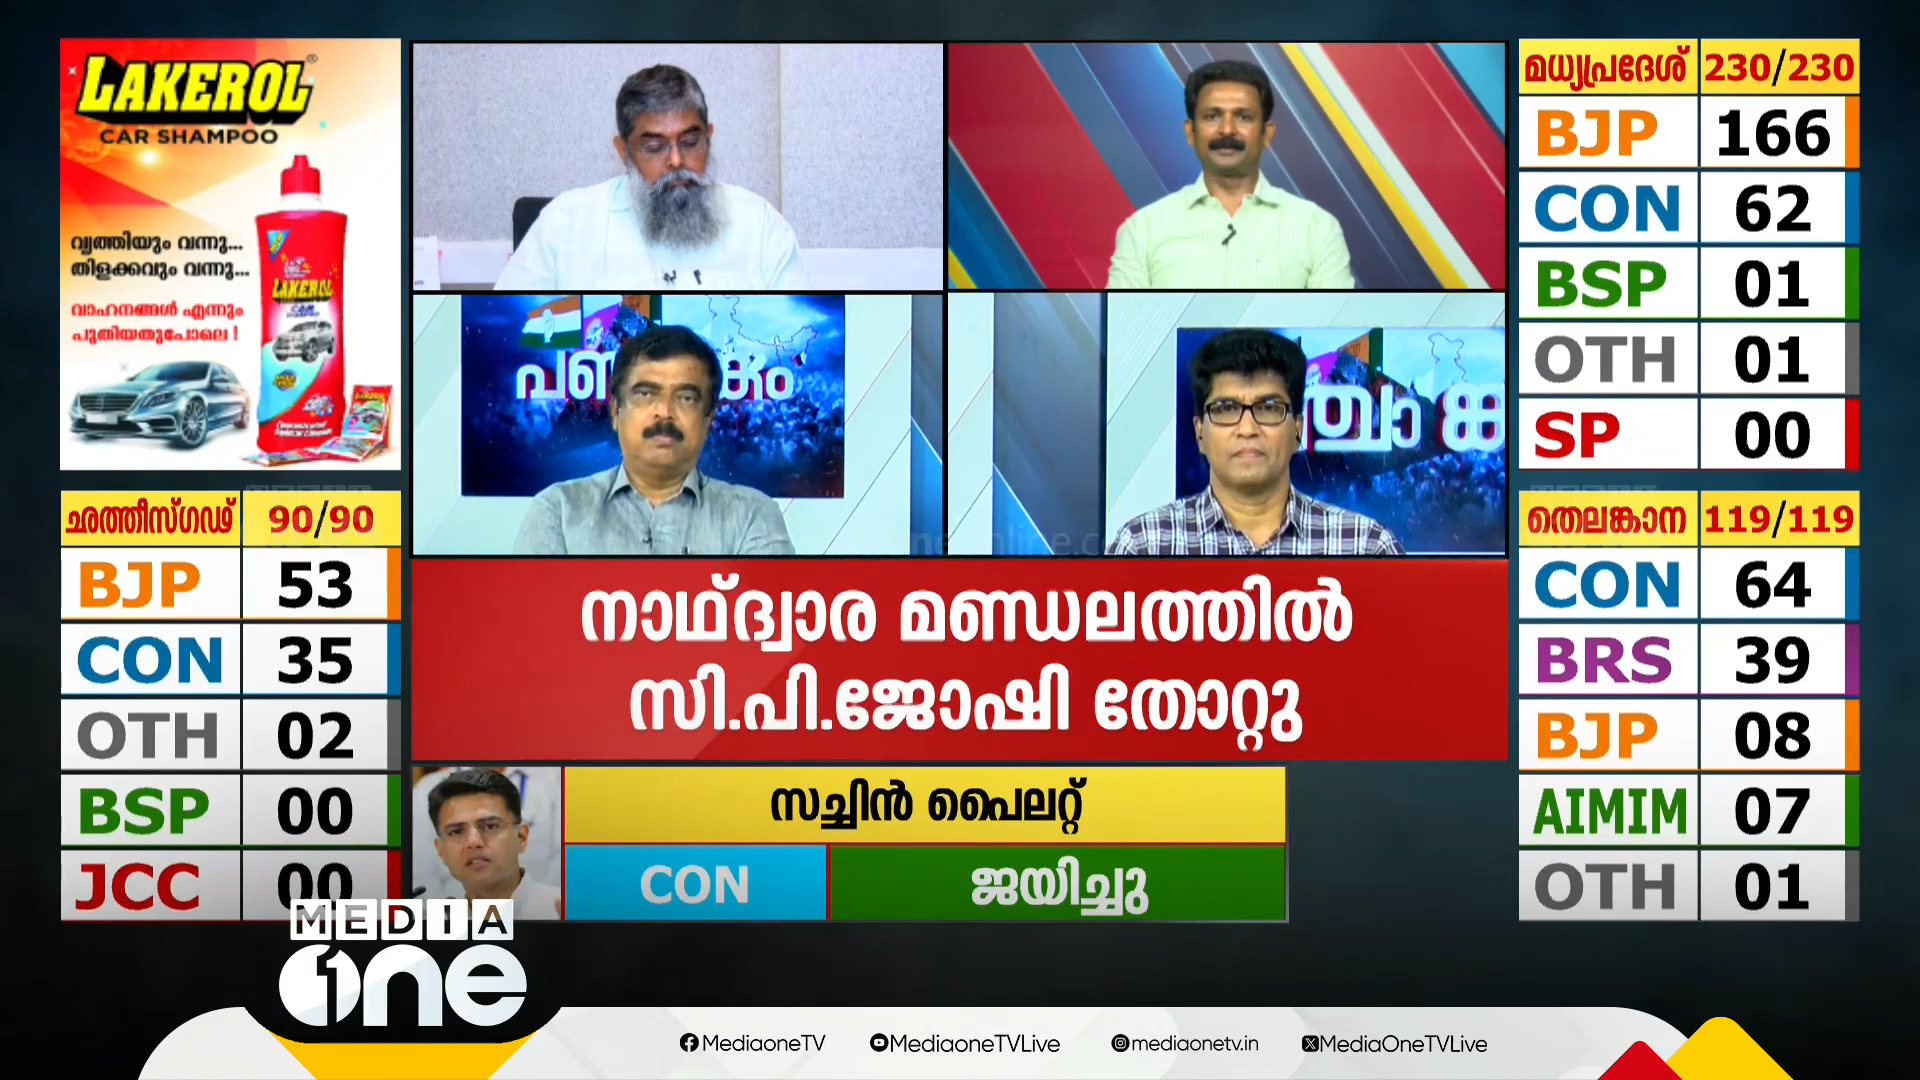 LAKEROL®
CAR SHAMPOO
വൃത്തിയും വന്നു...
തിളക്കവും വന്നു...
വാഹനങ്ങൾ എന്നും
പുതിയതുപോലെ !
LAKEROL
CAR
ഛത്തീസ്ഗഢ് 90/90
BJP 53
CON 35
OTH 02
BSP 00
JCC 00
നാഥ്ദ്വാര മണ്ഡലത്തിൽ
സി.പി.ജോഷി തോറ്റു
സച്ചിൻ പൈലറ്റ്
CON ജയിച്ചു
മധ്യപ്രദേശ് 230/230
BJP 166
CON 62
BSP 01
OTH 01
SP 00
തെലങ്കാന 119/119
CON 64
BRS 39
BJP 08
AIMIM 07
OTH 01
MEDIA
one
MediaoneTV MediaoneTVLive mediaonetv.in MediaOneTVLive